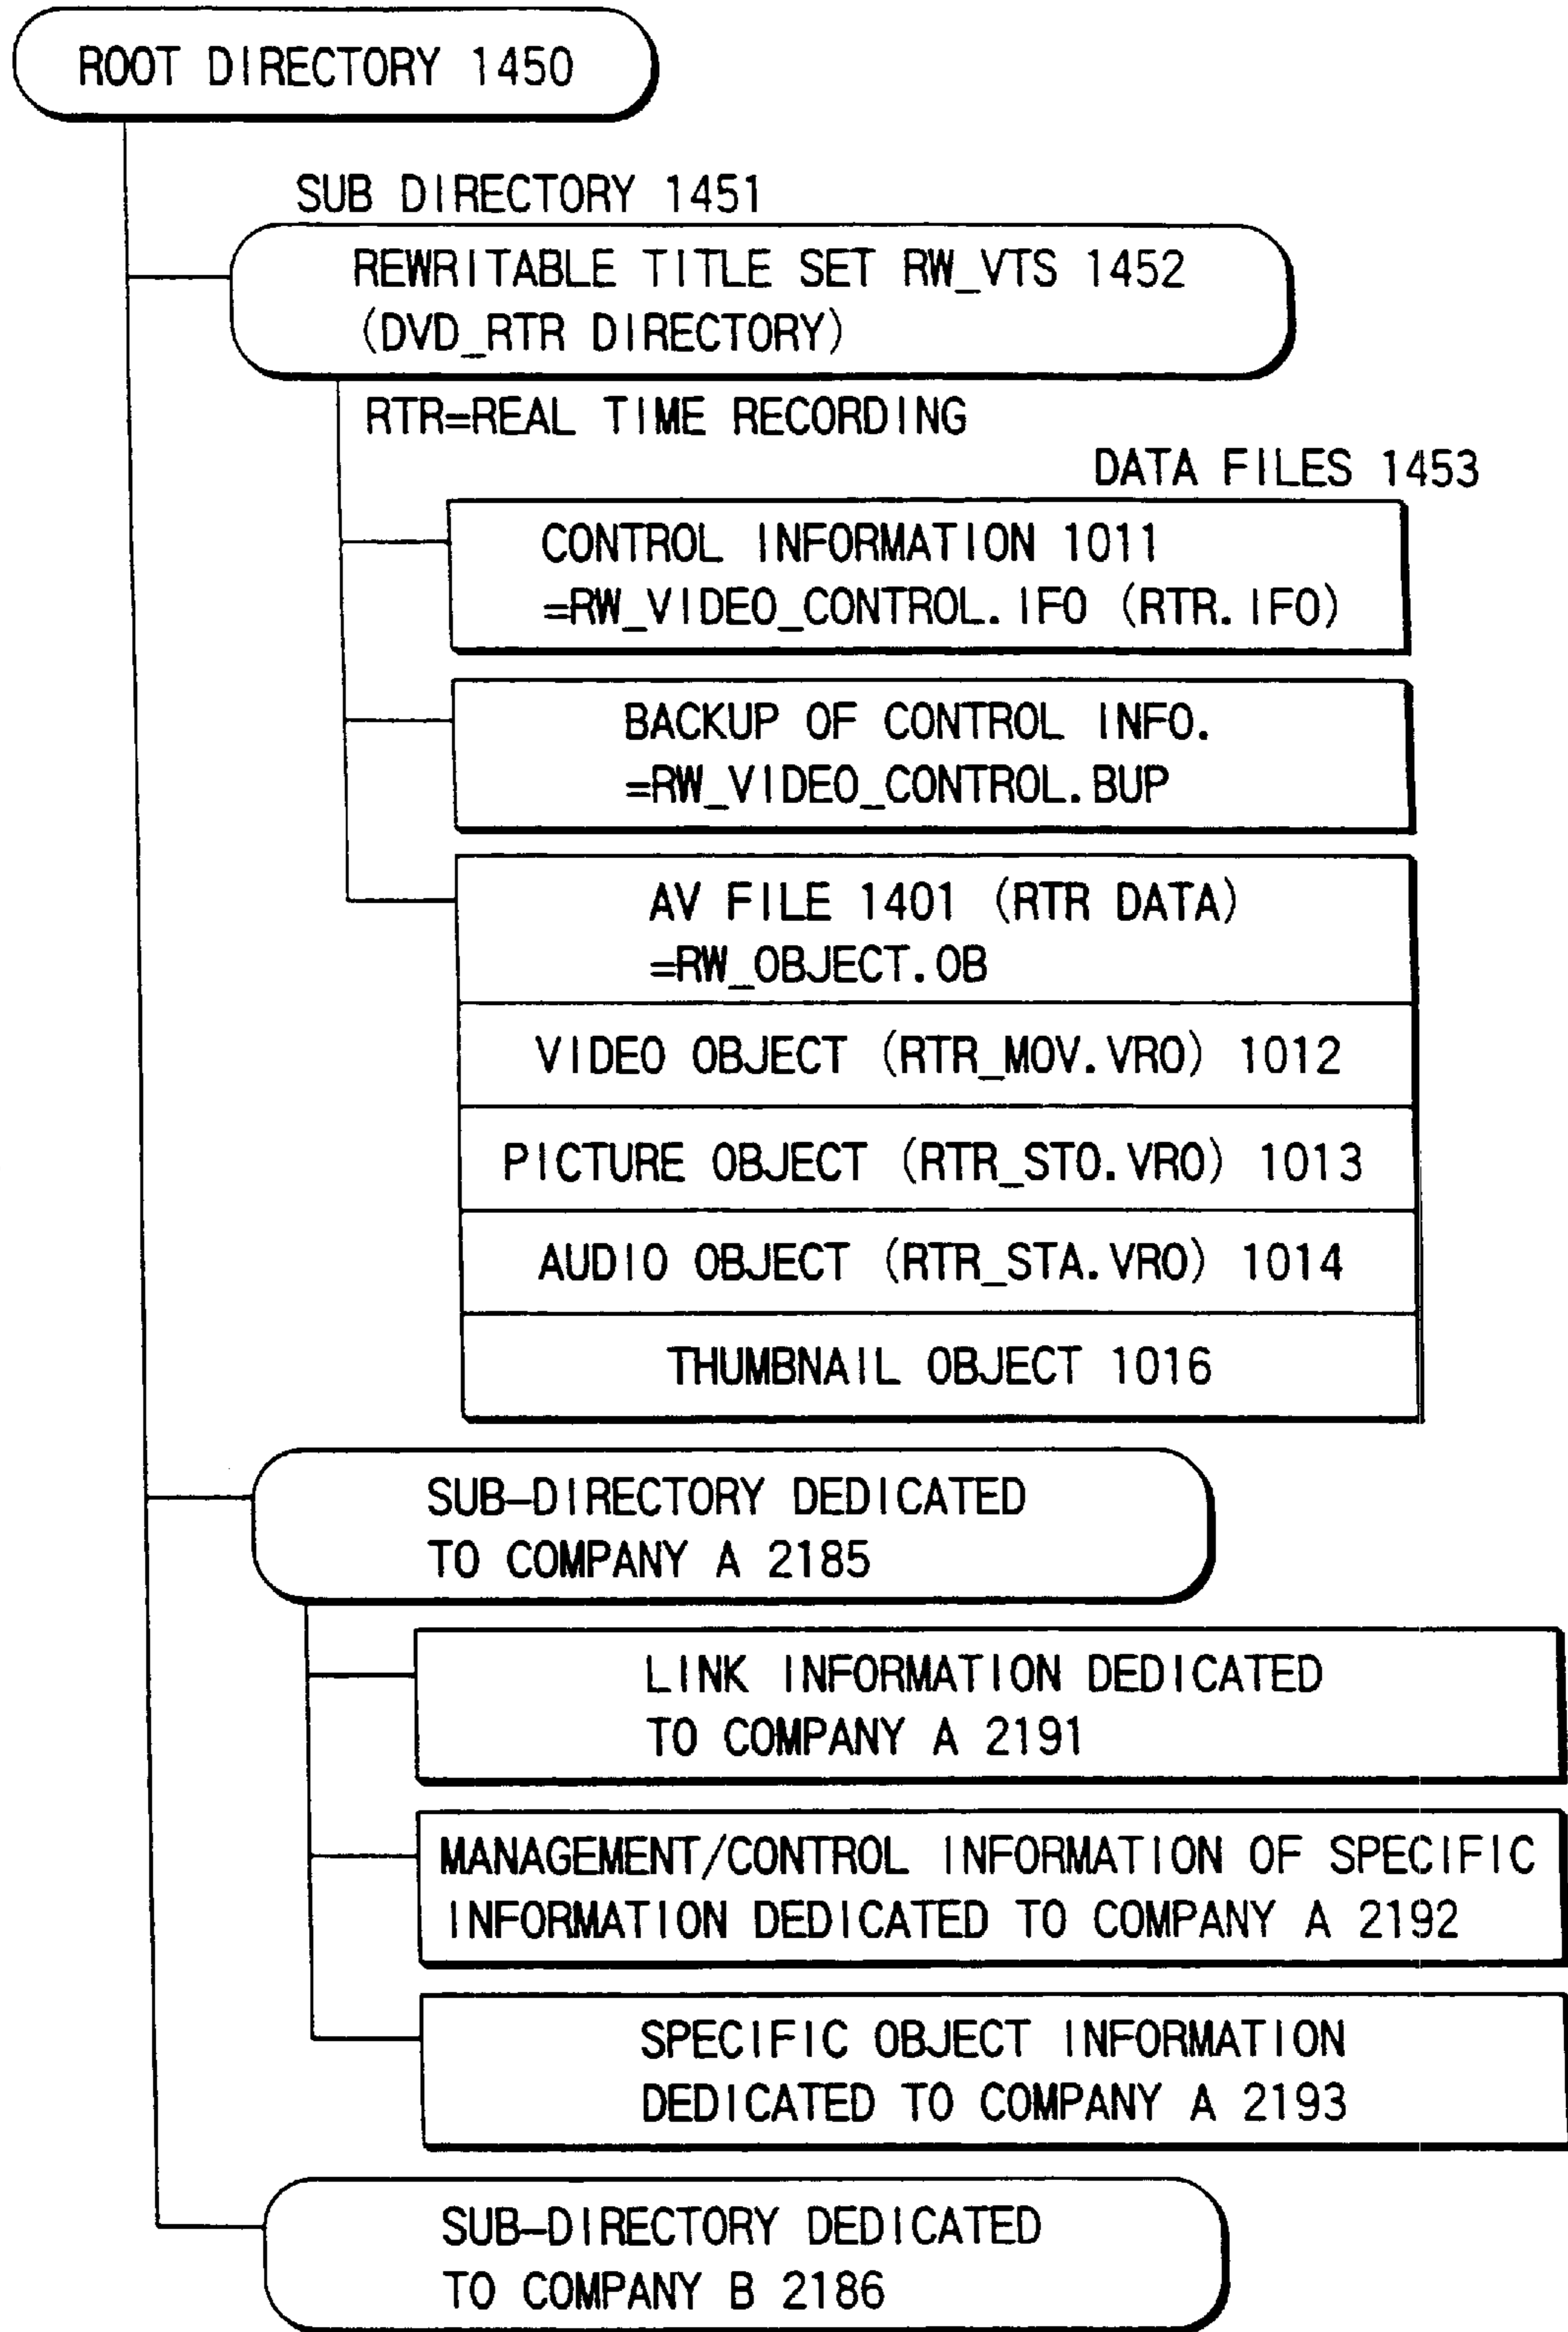 ROOT DIRECTORY 1450
SUB DIRECTORY 1451
REWRITABLE TITLE SET RW_VTS 1452
(DVD_RTR DIRECTORY)
RTR=REAL TIME RECORDING
DATA FILES 1453
CONTROL INFORMATION 1011
=RW_VIDEO_CONTROL.IFO (RTR.IFO)
BACKUP OF CONTROL INFO.
=RW_VIDEO_CONTROL.BUP
AV FILE 1401 (RTR DATA)
=RW_OBJECT.OB
VIDEO OBJECT (RTR_MOV.VRO) 1012
PICTURE OBJECT (RTR_STO.VRO) 1013
AUDIO OBJECT (RTR_STA.VRO) 1014
THUMBNAIL OBJECT 1016
SUB-DIRECTORY DEDICATED
TO COMPANY A 2185
LINK INFORMATION DEDICATED
TO COMPANY A 2191
MANAGEMENT/CONTROL INFORMATION OF SPECIFIC
INFORMATION DEDICATED TO COMPANY A 2192
SPECIFIC OBJECT INFORMATION
DEDICATED TO COMPANY A 2193
SUB-DIRECTORY DEDICATED
TO COMPANY B 2186